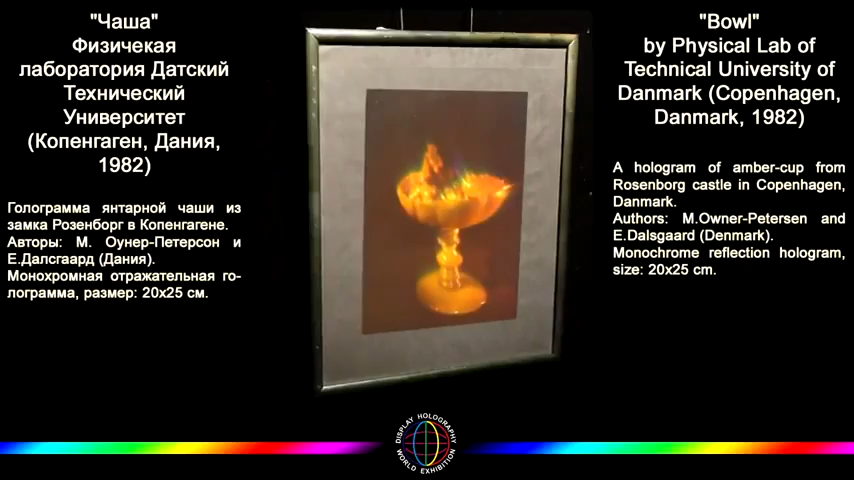 "Чаша"
Физичекая
лаборатория Датский
Технический
Университет
(Копенгаген, Дания,
1982)
Голограмма янтарной чаши из
замка Розенборг в Копенгагене.
Авторы: М. Оунер-Петерсон и
Е.Далсгаард (Дания).
Монохромная отражательная го-
лограмма, размер: 20x25 см.
"Bowl"
by Physical Lab of
Technical University of
Danmark (Copenhagen,
Danmark, 1982)
A hologram of amber-cup from
Rosenborg castle in Copenhagen,
Danmark.
Authors: M.Owner-Petersen and
E.Dalsgaard (Denmark).
Monochrome reflection hologram,
size: 20x25 cm.
DISPLAY HOLOGRAPHY
WORLD EXHIBITION